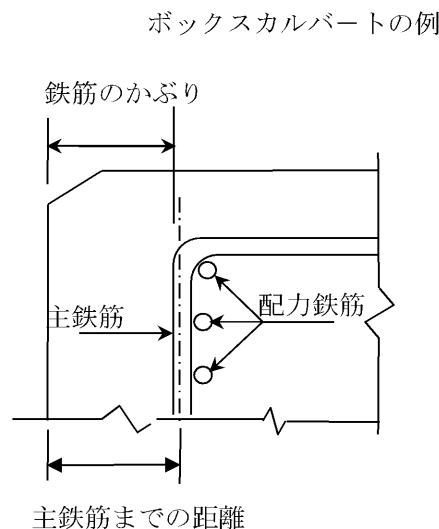 ボックスカルバートの例
鉄筋のかぶり
主鉄筋
配力鉄筋
主鉄筋までの距離